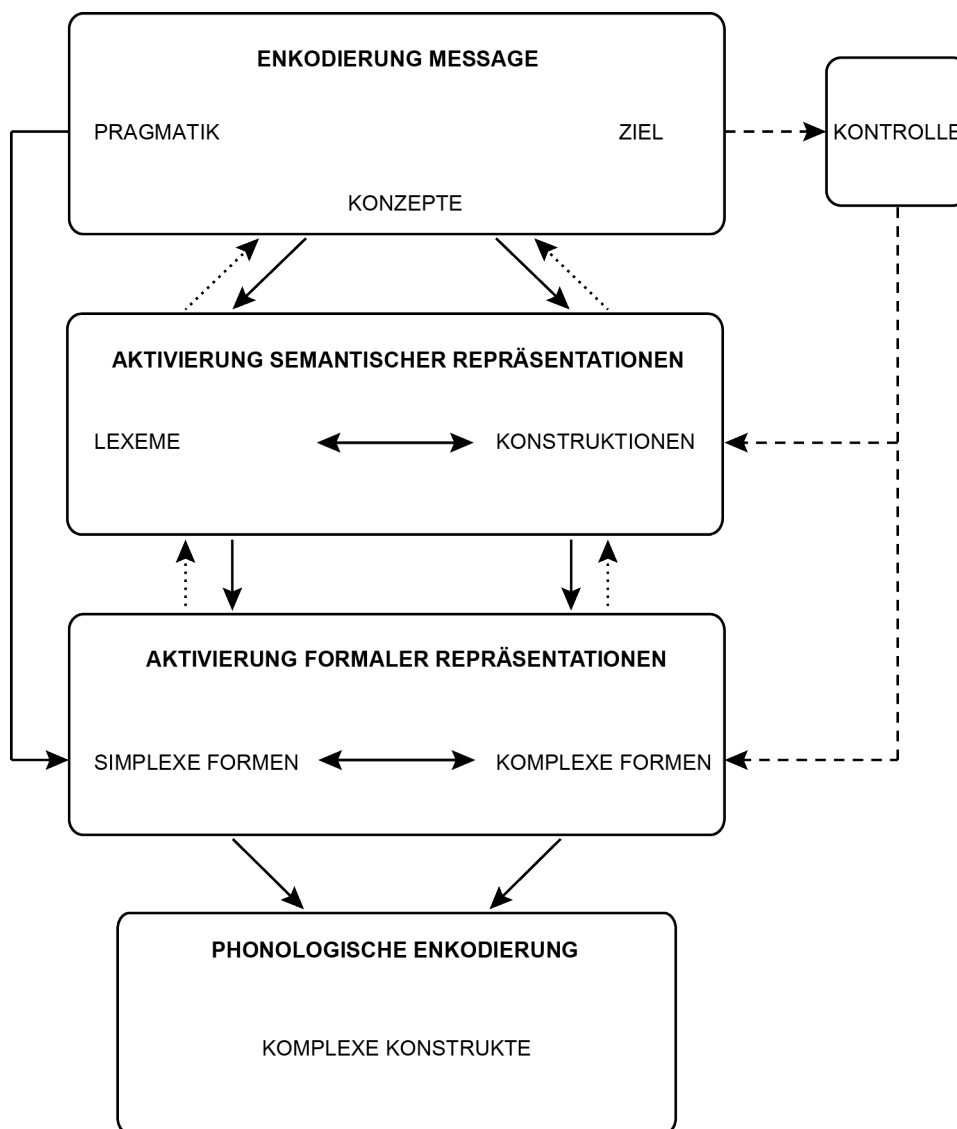 ENKODIERUNG MESSAGE
PRAGMATIK
ZIEL
KONTROLLE
KONZEPTE
AKTIVIERUNG SEMANTISCHER REPRÄSENTATIONEN
LEXEME
KONSTRUKTIONEN
AKTIVIERUNG FORMALER REPRÄSENTATIONEN
SIMPLEXE FORMEN
KOMPLEXE FORMEN
PHONOLOGISCHE ENKODIERUNG
KOMPLEXE KONSTRUKTE